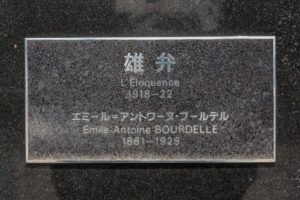 雄弁
L'Eloquence
1918-22
エミール=アントワーヌ・ブールデル
Emile Antoine BOURDELLE
1861-1929